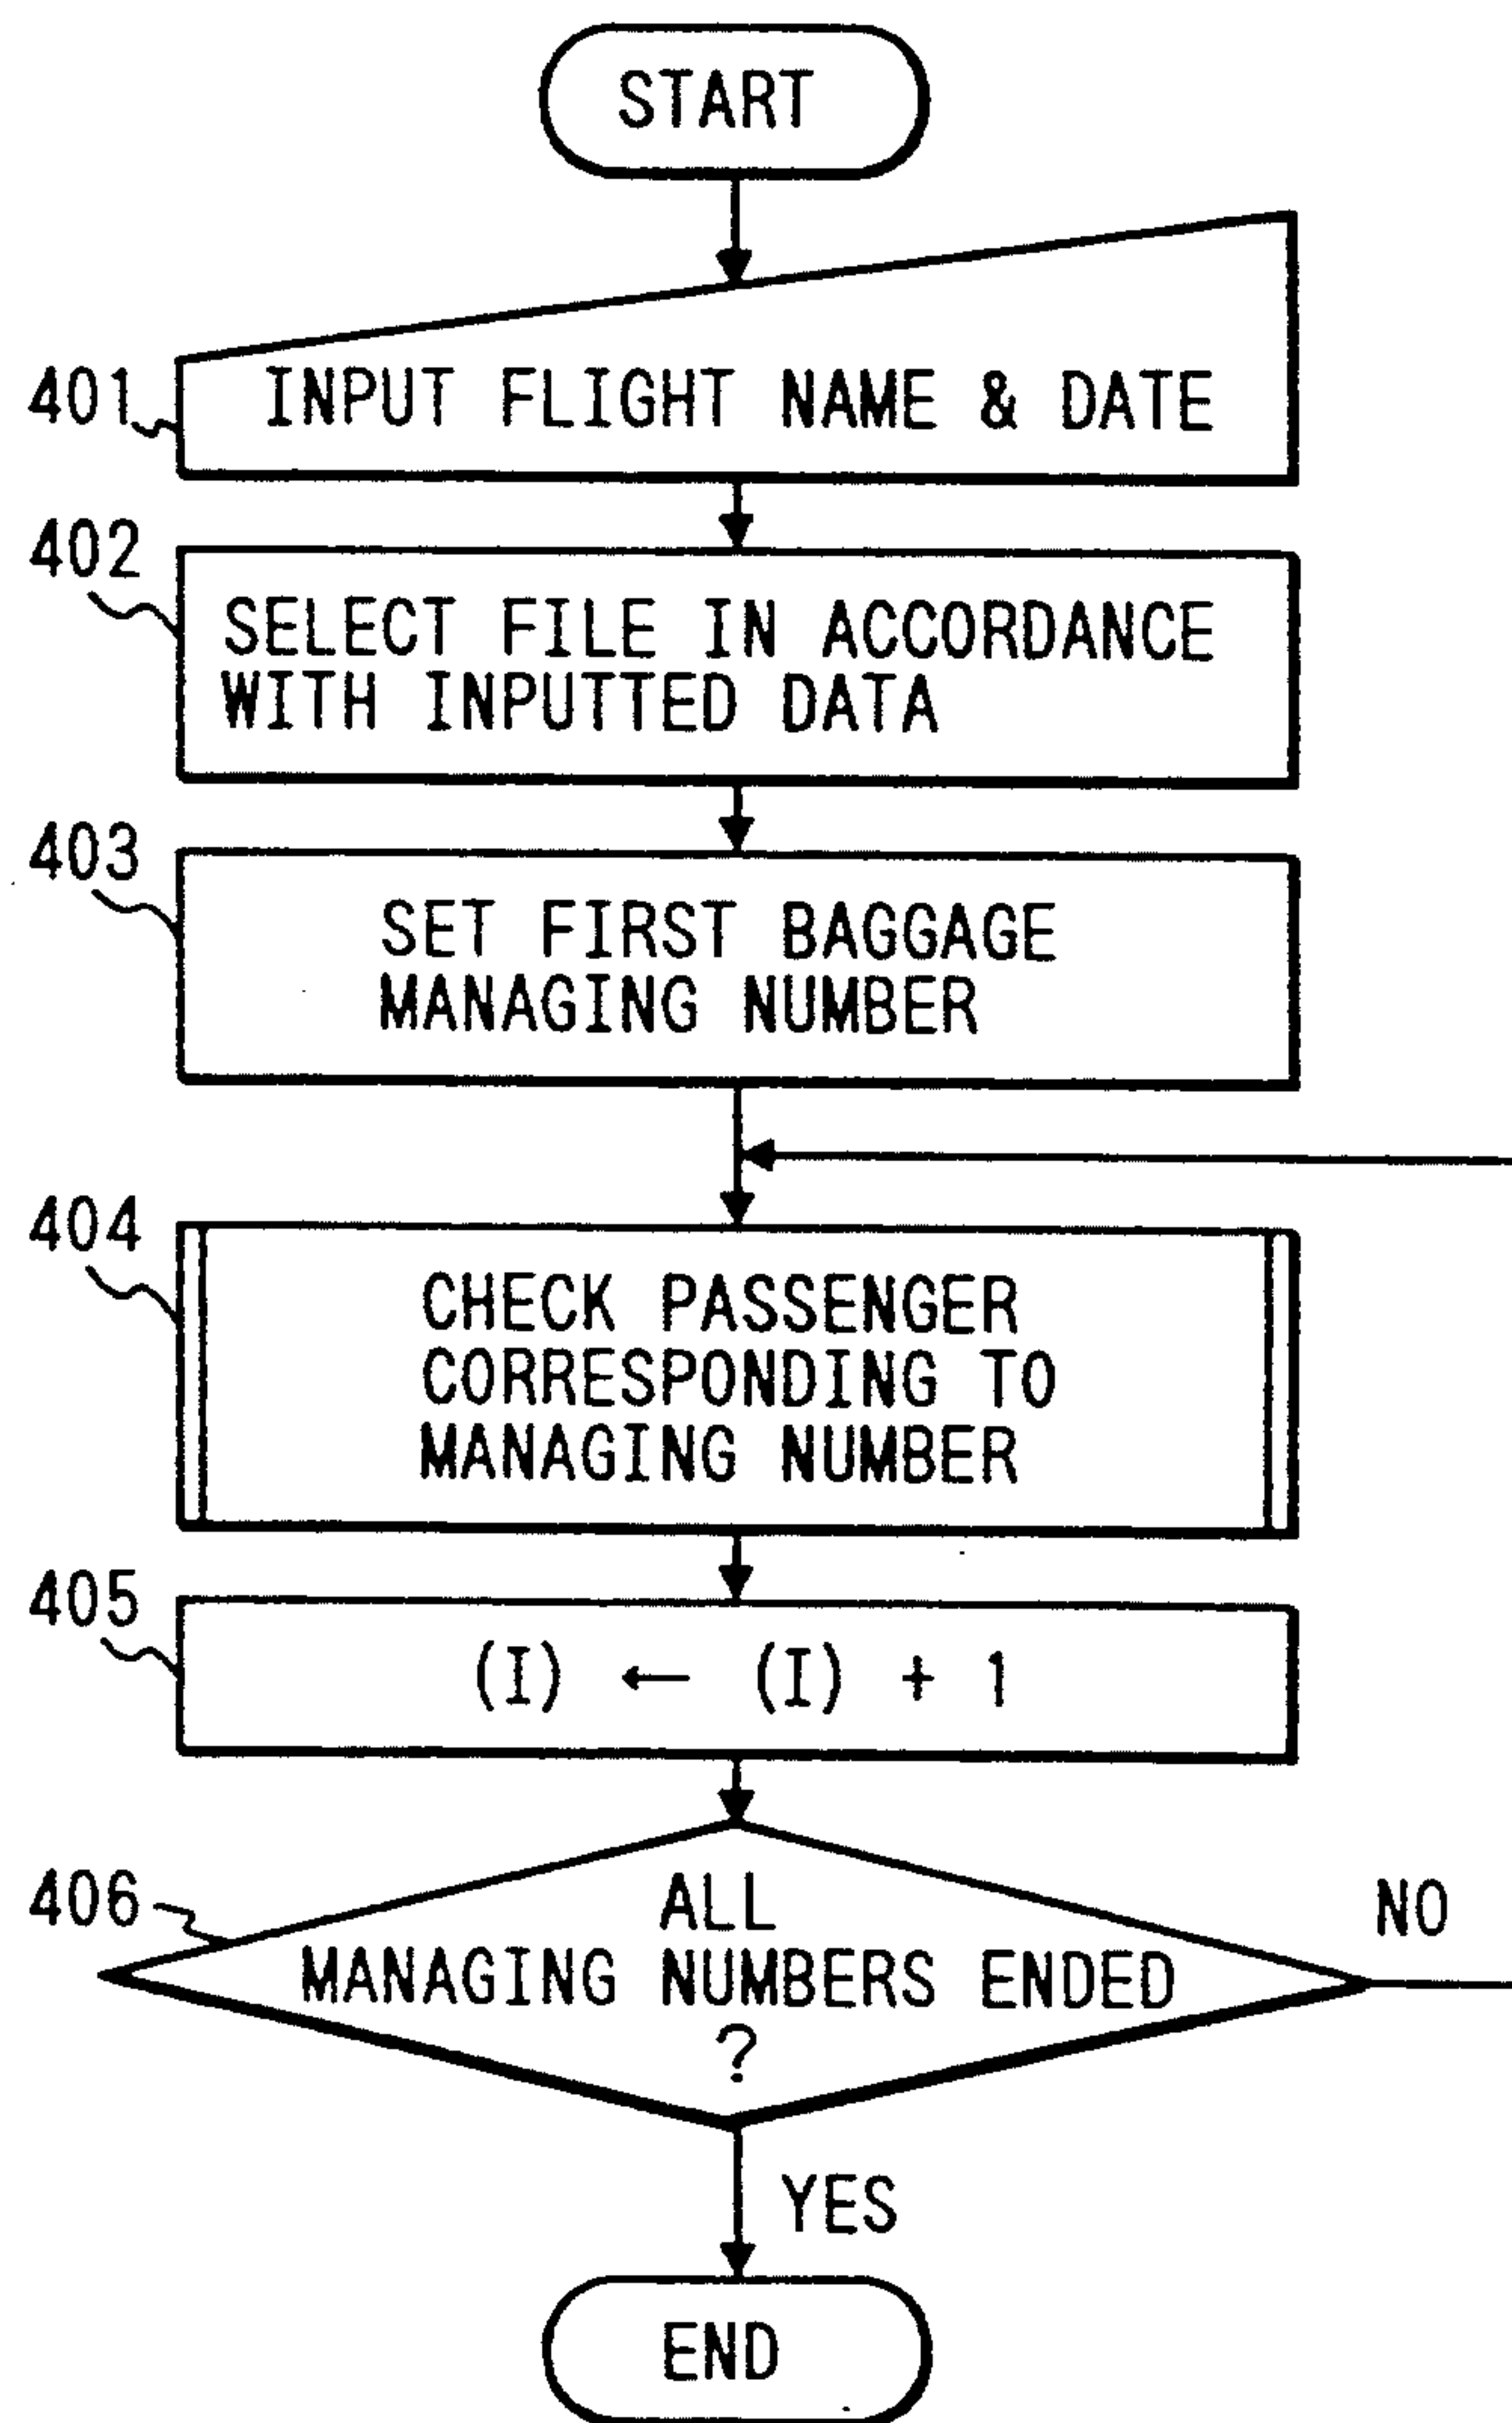 START
401
INPUT FLIGHT NAME & DATE
402
SELECT FILE IN ACCORDANCE
WITH INPUTTED DATA
403
SET FIRST BAGGAGE
MANAGING NUMBER
404
CHECK PASSENGER
CORRESPONDING TO
MANAGING NUMBER
405
(I) ← (I) + 1
406
ALL
MANAGING NUMBERS ENDED
?
NO
YES
END